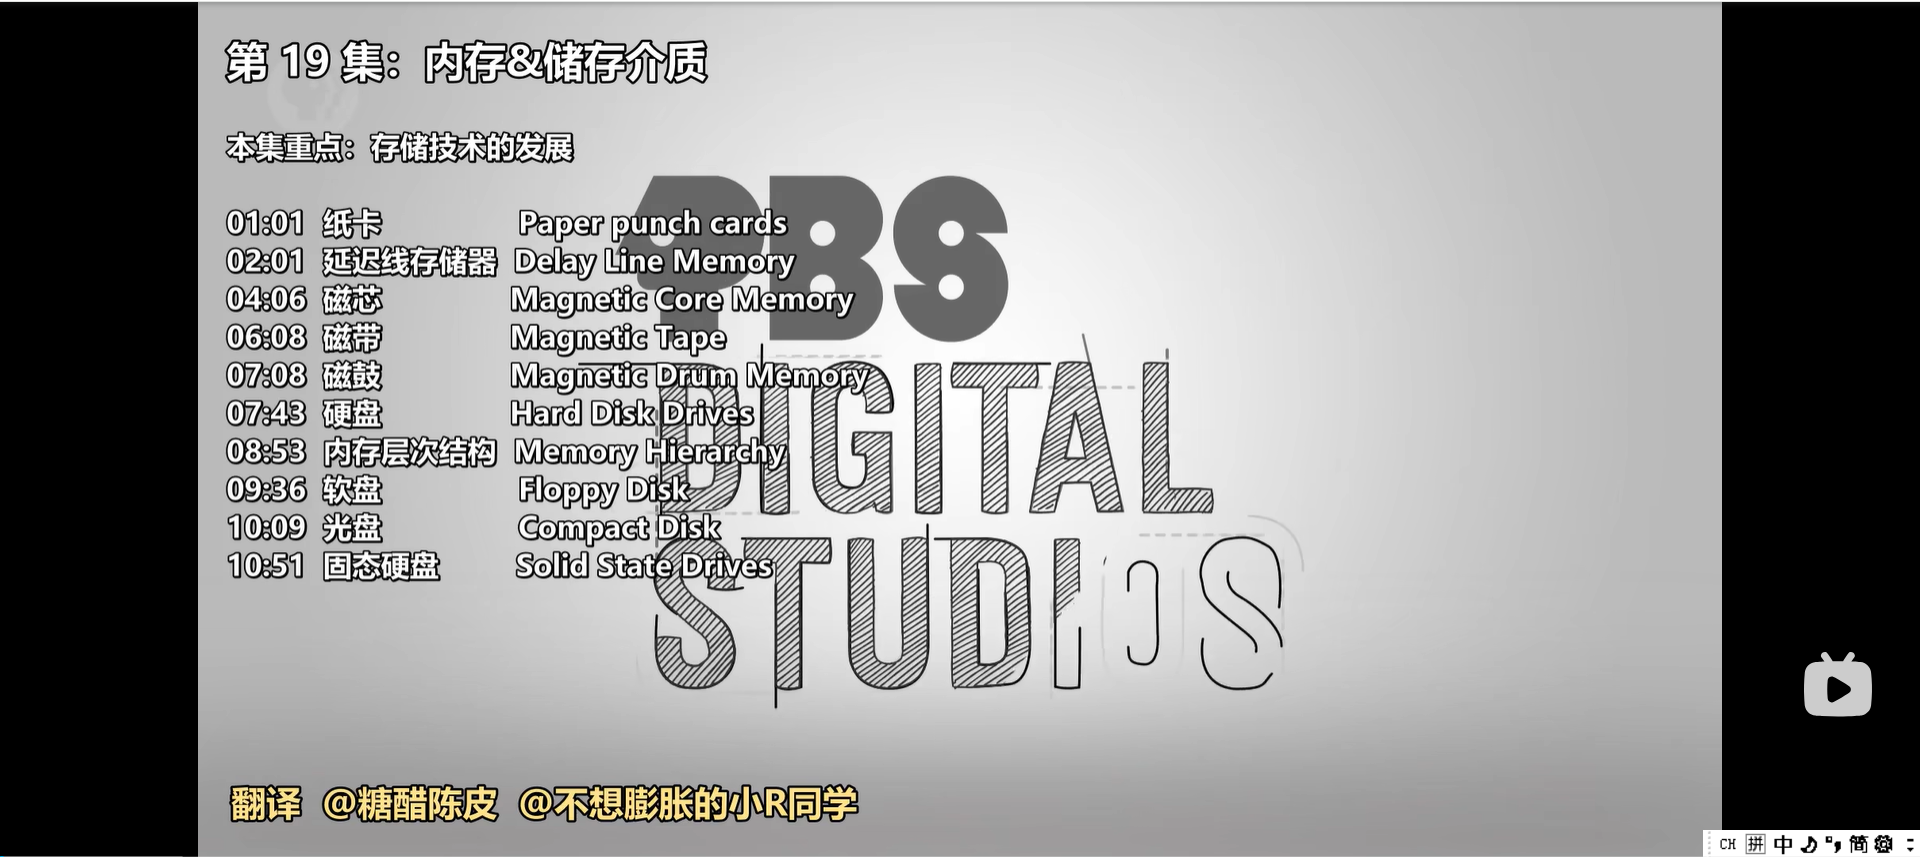 第 19 集：内存&储存介质
本集重点：存储技术的发展
01:01 纸卡 Paper punch cards
02:01 延迟线存储器 Delay Line Memory
04:06 磁芯 Magnetic Core Memory
06:08 磁带 Magnetic Tape
07:08 磁鼓 Magnetic Drum Memory
07:43 硬盘 Hard Disk Drives
08:53 内存层次结构 Memory Hierarchy
09:36 软盘 Floppy Disk
10:09 光盘 Compact Disk
10:51 固态硬盘 Solid State Drives
PBS
DIGITAL
STUDIOS
翻译 @糖醋陈皮 @不想膨胀的小R同学
CH 拼 中 简